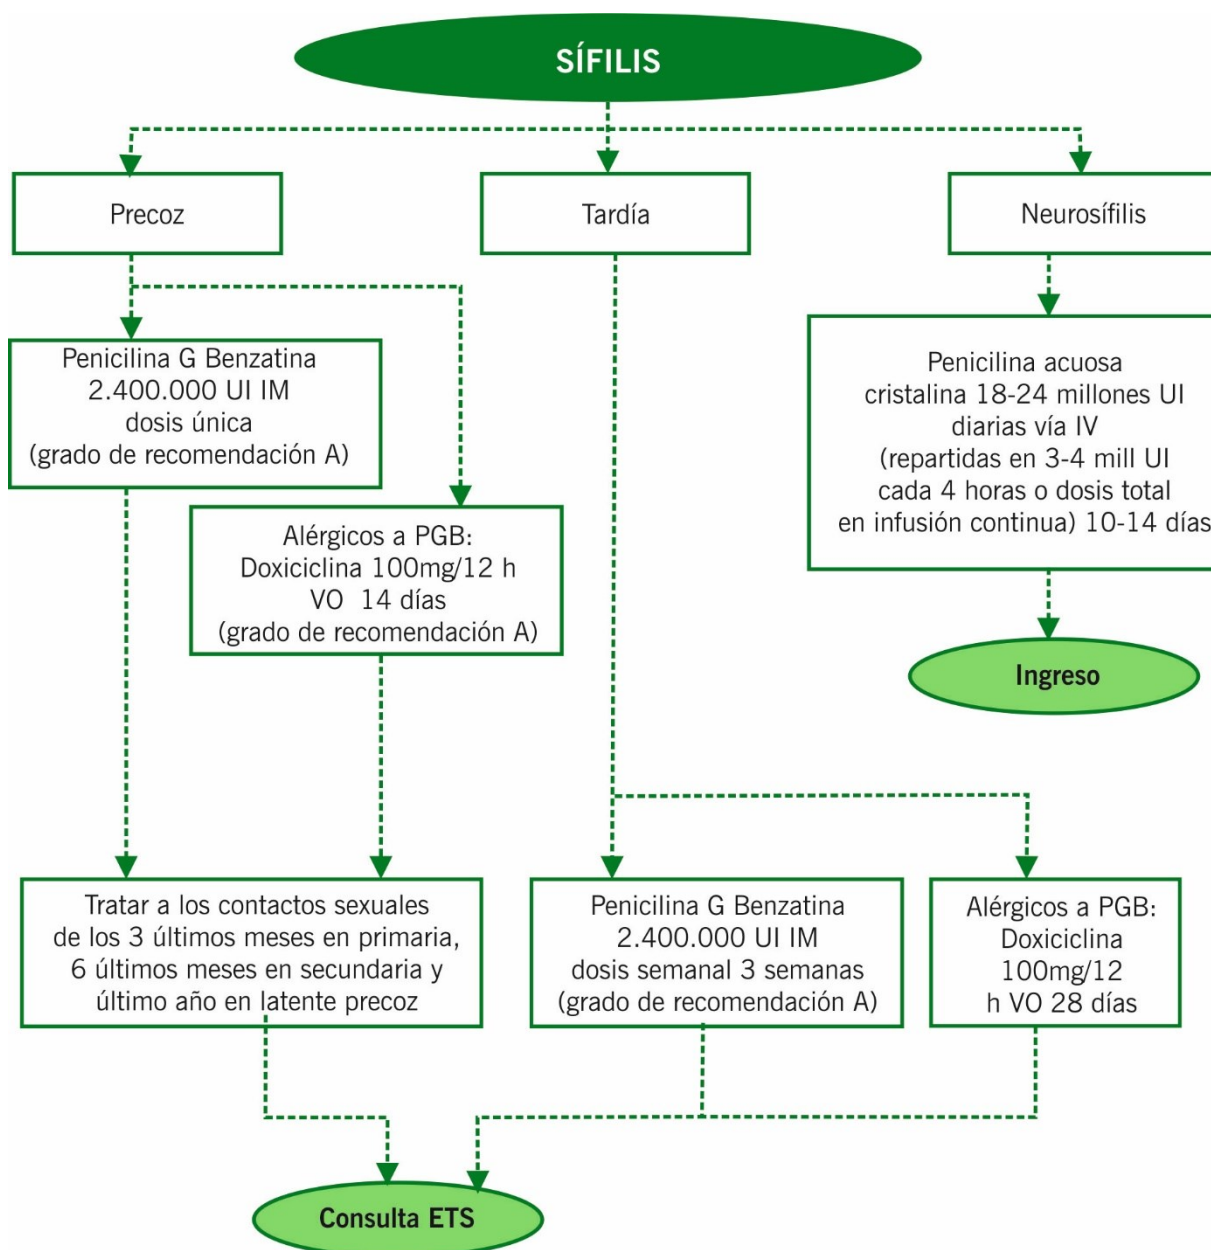 SÍFILIS
Precoz
Tardía
Neurosífilis
Penicilina G Benzatina
2.400.000 UI IM
dosis única
(grado de recomendación A)
Alérgicos a PGB:
Doxiciclina 100mg/12 h
VO 14 días
(grado de recomendación A)
Penicilina acuosa
cristalina 18-24 millones UI
diarias vía IV
(repartidas en 3-4 mill UI
cada 4 horas o dosis total
en infusión continua) 10-14 días
Ingreso
Tratar a los contactos sexuales
de los 3 últimos meses en primaria,
6 últimos meses en secundaria y
último año en latente precoz
Penicilina G Benzatina
2.400.000 UI IM
dosis semanal 3 semanas
(grado de recomendación A)
Alérgicos a PGB:
Doxiciclina
100mg/12
h VO 28 días
Consulta ETS